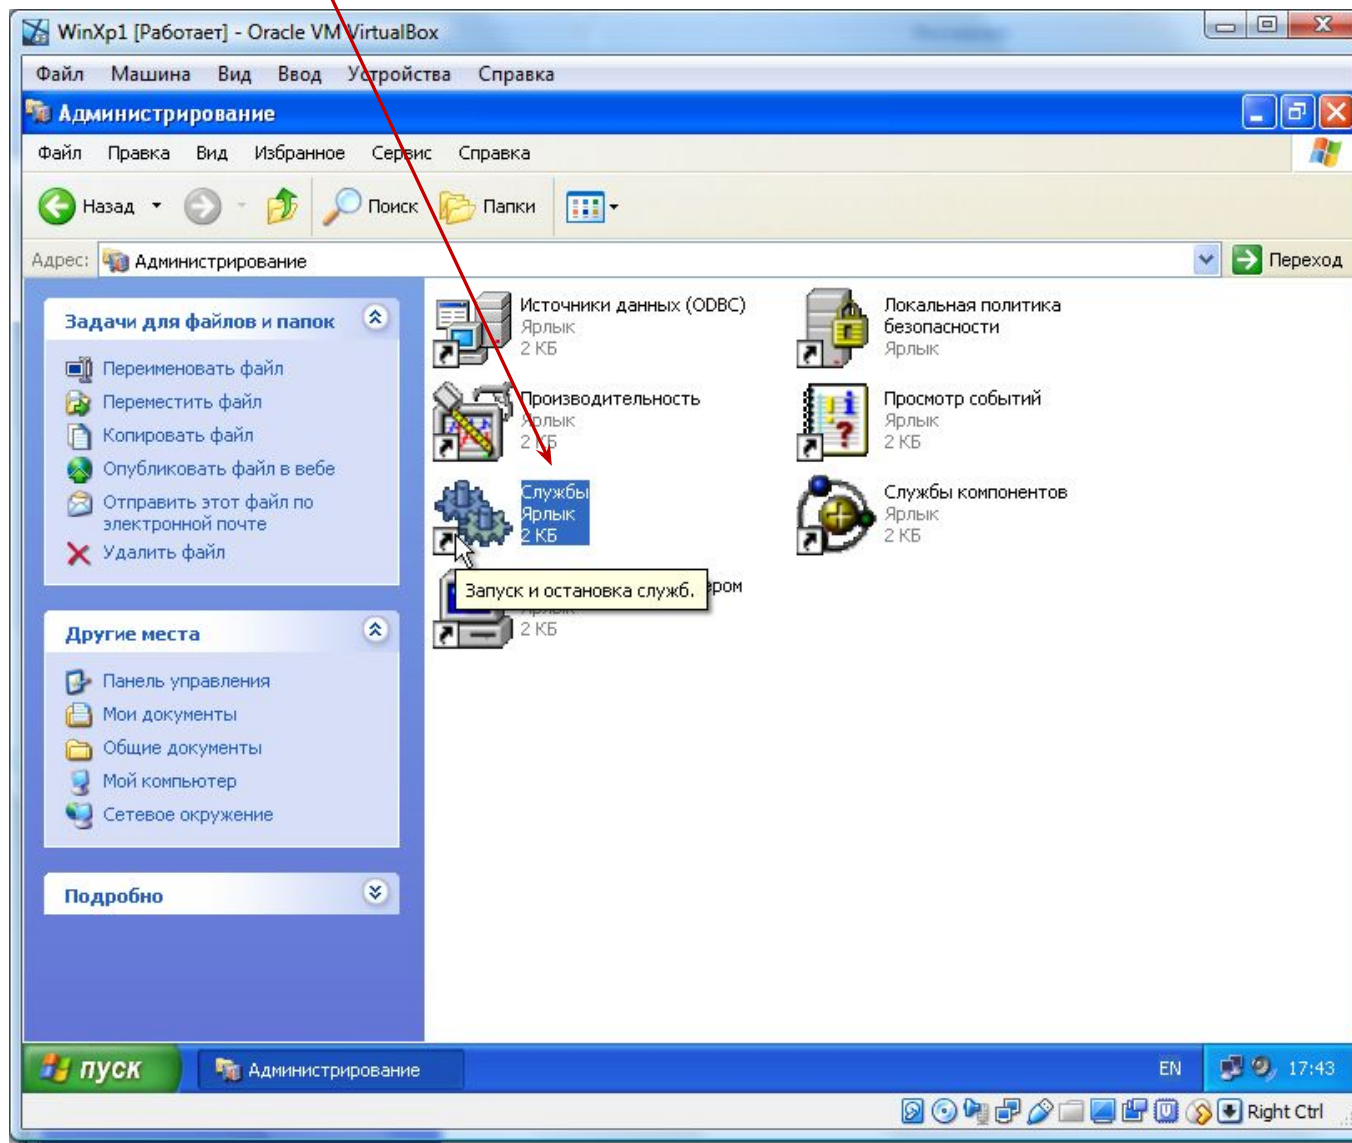 WinXp1 [Работает] - Oracle VM VirtualBox
Файл Машина Вид Ввод Устройства Справка
Администрирование
Файл Правка Вид Избранное Сервис Справка
Назад Поиск Папки
Адрес: Администрирование Переход
Задачи для файлов и папок
Переименовать файл
Переместить файл
Копировать файл
Опубликовать файл в вебе
Отправить этот файл по
электронной почте
Удалить файл
Другие места
Панель управления
Мои документы
Общие документы
Мой компьютер
Сетевое окружение
Подробно
Источники данных (ODBC)
Ярлык
2 КБ
Локальная политика
безопасности
Ярлык
Производительность
Ярлык
2 КБ
Просмотр событий
Ярлык
2 КБ
Службы
Ярлык
2 КБ
Службы компонентов
Ярлык
2 КБ
Запуск и остановка служб.
2 КБ
пуск Администрирование EN 17:43
Right Ctrl